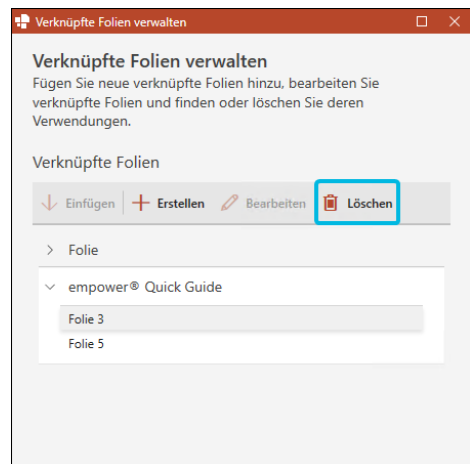 Verknüpfte Folien verwalten
Verknüpfte Folien verwalten
Fügen Sie neue verknüpfte Folien hinzu, bearbeiten Sie
verknüpfte Folien und finden oder löschen Sie deren
Verwendungen.
Verknüpfte Folien
Einfügen Erstellen Bearbeiten Löschen
Folie
empower® Quick Guide
Folie 3
Folie 5